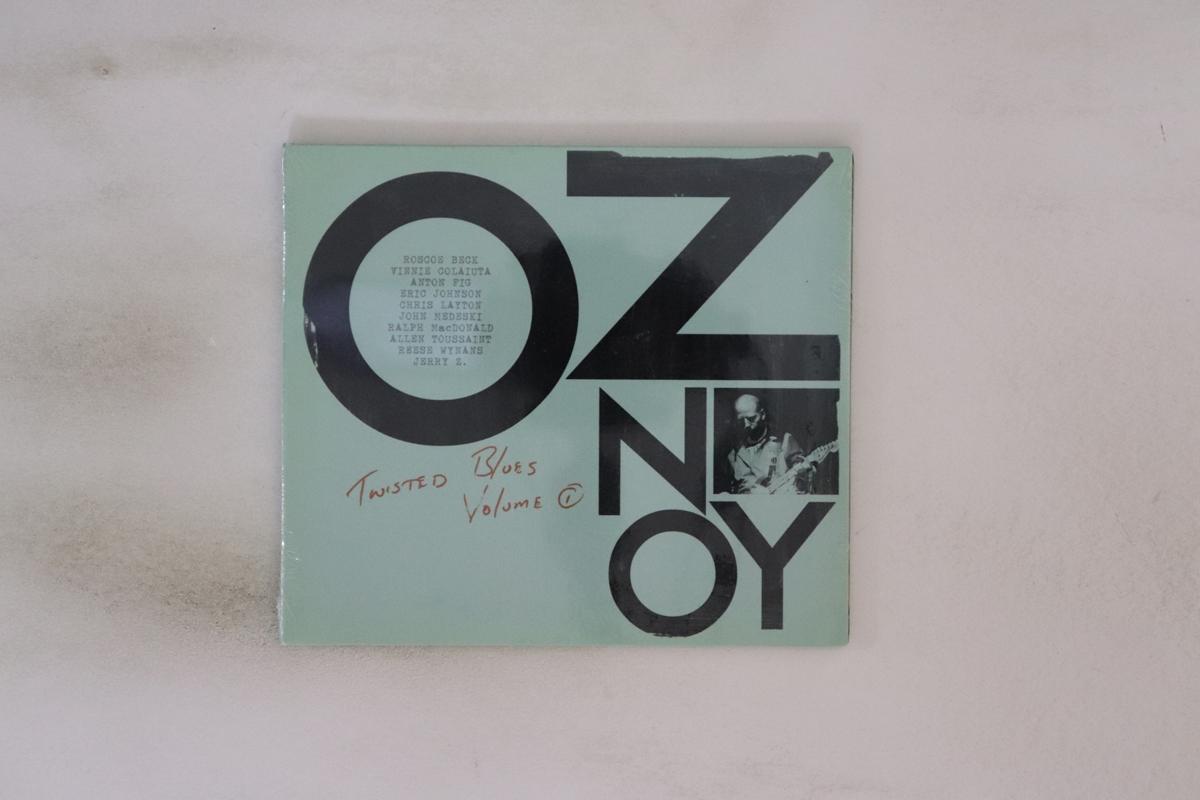 OZ
ROSCOE BECK
VINNIE COLAIUTA
ANTON FIG
ERIC JOHNSON
CHRIS LAYTON
JOHN MEDESKI
RALPH MacDONALD
ALLEN TOUSSAINT
REESE WYNANS
JERRY Z.
N
OY
TWISTED BLUES
VOLUME ①